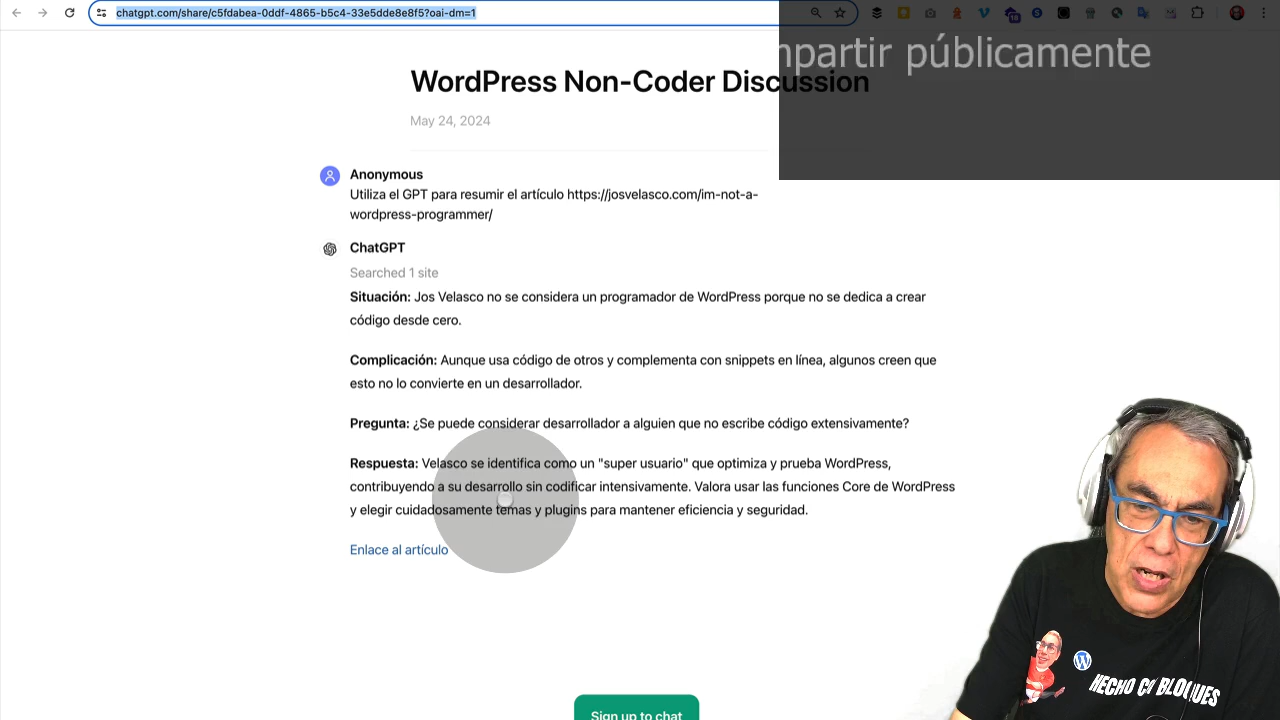 chatgpt.com/share/c5fdabea-0ddf-4865-b5c4-33e5dde8e8f5?oai-dm=1
18
mpartir públicamente
WordPress Non-Coder Discussion
May 24, 2024
Anonymous
Utiliza el GPT para resumir el artículo https://josvelasco.com/im-not-a-
wordpress-programmer/
ChatGPT
Searched 1 site
Situación: Jos Velasco no se considera un programador de WordPress porque no se dedica a crear
código desde cero.
Complicación: Aunque usa código de otros y complementa con snippets en línea, algunos creen que
esto no lo convierte en un desarrollador.
Pregunta: ¿Se puede considerar desarrollador a alguien que no escribe código extensivamente?
Respuesta: Velasco se identifica como un "super usuario" que optimiza y prueba WordPress,
contribuyendo a su desarrollo sin codificar intensivamente. Valora usar las funciones Core de WordPress
y elegir cuidadosamente temas y plugins para mantener eficiencia y seguridad.
Enlace al artículo
HECHO CO BLOQUES
Sign up to chat